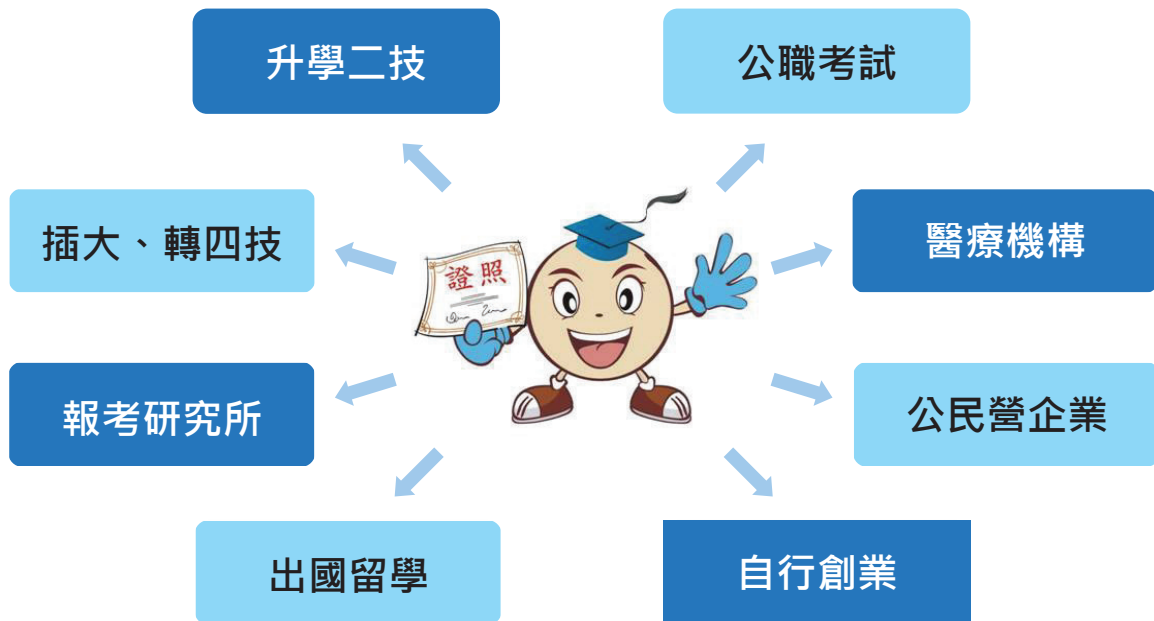 升學二技
公職考試
插大、轉四技
證照
醫療機構
報考研究所
公民營企業
出國留學
自行創業